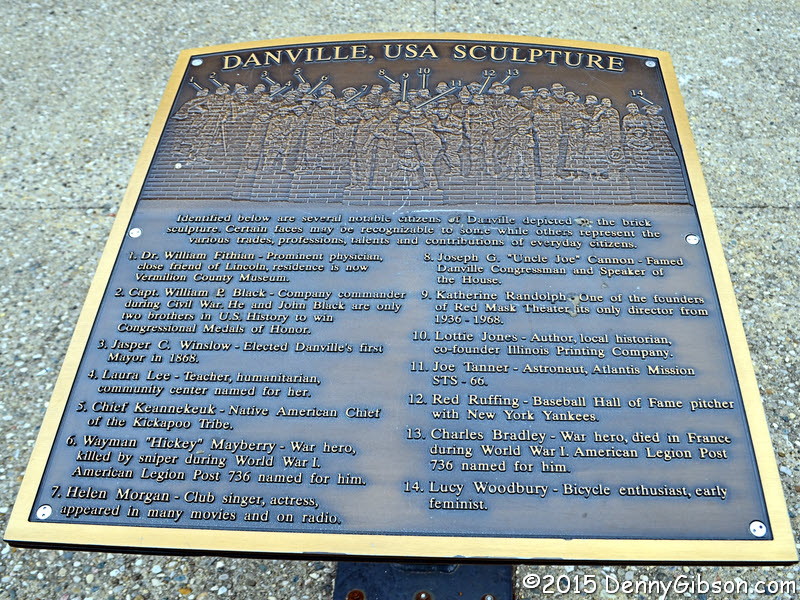 DANVILLE, USA SCULPTURE
1 2 3 4 5 6 7 8 9 10 11 12 13 14
Identified below are several notable citizens of Danville depicted in the brick
sculpture. Certain faces may be recognizable to some while others represent the
various trades, professions, talents and contributions of everyday citizens.
1. Dr. William Fithian - Prominent physician,
close friend of Lincoln, residence is now
Vermilion County Museum.
2. Capt. William P. Black - Company commander
during Civil War. He and John Black are only
two brothers in U.S. History to win
Congressional Medals of Honor.
3. Jasper C. Winslow - Elected Danville's first
Mayor in 1868.
4. Laura Lee - Teacher, humanitarian,
community center named for her.
5. Chief Keannekeuk - Native American Chief
of the Kickapoo Tribe.
6. Wayman "Hickey" Mayberry - War hero,
killed by sniper during World War I.
American Legion Post 736 named for him.
7. Helen Morgan - Club singer, actress,
appeared in many movies and on radio.
8. Joseph G. "Uncle Joe" Cannon - Famed
Danville Congressman and Speaker of
the House.
9. Katherine Randolph - One of the founders
of Red Mask Theater, its only director from
1936 - 1968.
10. Lottie Jones - Author, local historian,
co-founder Illinois Printing Company.
11. Joe Tanner - Astronaut, Atlantis Mission
STS - 66.
12. Red Ruffing - Baseball Hall of Fame pitcher
with New York Yankees.
13. Charles Bradley - War hero, died in France
during World War I. American Legion Post
736 named for him.
14. Lucy Woodbury - Bicycle enthusiast, early
feminist.
©2015 DennyGibson.com